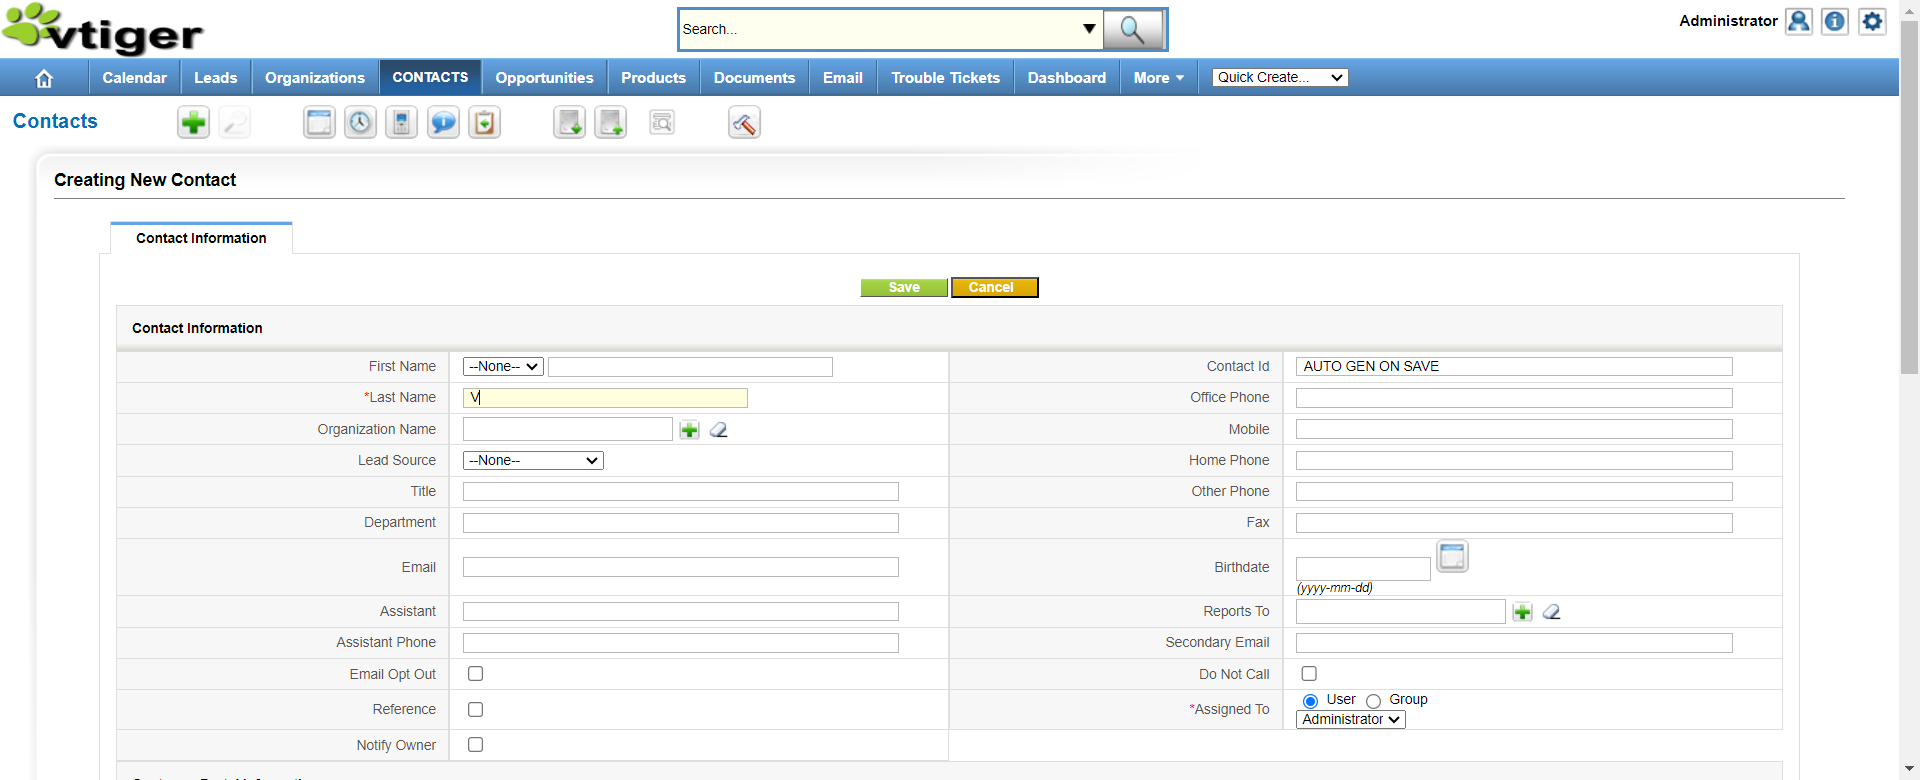 vtiger
Search...
Administrator
Calendar
Leads
Organizations
CONTACTS
Opportunities
Products
Documents
Email
Trouble Tickets
Dashboard
More
Quick Create...
Contacts
Creating New Contact
Contact Information
Save
Cancel
Contact Information
First Name --None--
Contact Id AUTO GEN ON SAVE
*Last Name V
Office Phone
Organization Name
Mobile
Lead Source --None--
Home Phone
Title
Other Phone
Department
Fax
Email
Birthdate
(yyyy-mm-dd)
Assistant
Reports To
Assistant Phone
Secondary Email
Email Opt Out
Do Not Call
Reference
*Assigned To User Group
Administrator
Notify Owner